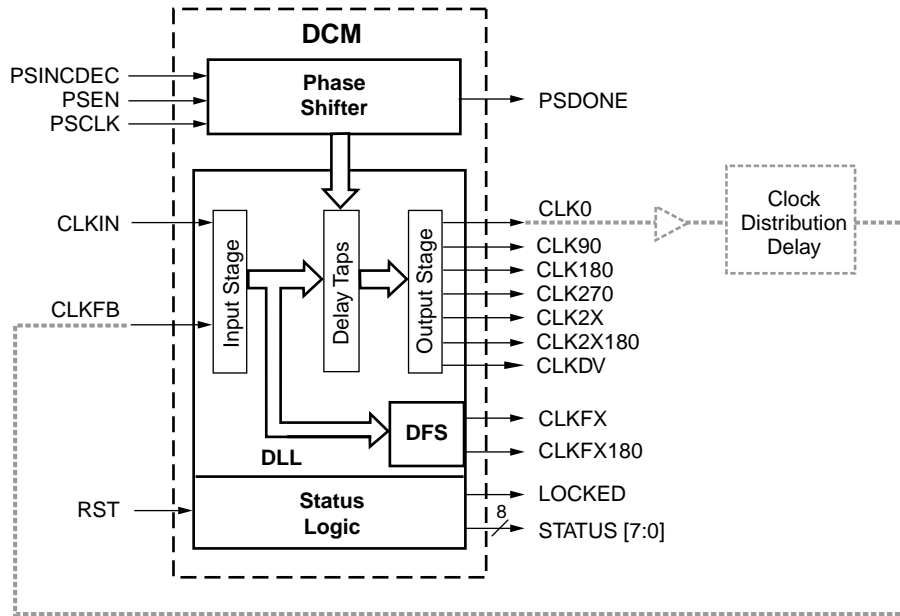 DCM
PSINCDEC
PSEN
PSCLK
Phase
Shifter
PSDONE
CLKIN
CLKFB
Input Stage
Delay Taps
Output Stage
CLK0
CLK90
CLK180
CLK270
CLK2X
CLK2X180
CLKDV
Clock
Distribution
Delay
DFS
CLKFX
CLKFX180
DLL
RST
Status
Logic
LOCKED
8
STATUS [7:0]